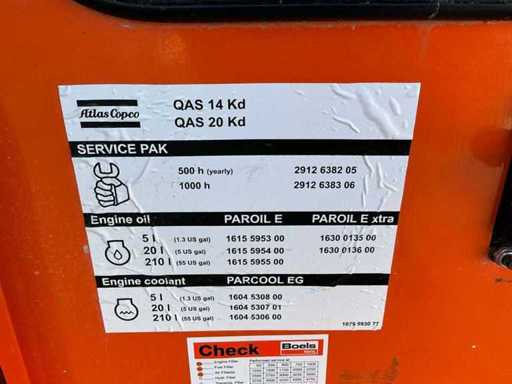 Atlas Copco
QAS 14 Kd
QAS 20 Kd
SERVICE PAK
500 h (yearly) 2912 6382 05
1000 h 2912 6383 06
Engine oil PAROIL E PAROIL E xtra
5 l (1.3 US gal) 1615 5953 00 1630 0135 00
20 l (5 US gal) 1615 5954 00 1630 0136 00
210 l (55 US gal) 1615 5955 00
Engine coolant PARCOOL EG
5 l (1.3 US gal) 1604 5308 00
20 l (5 US gal) 1604 5307 01
210 l (55 US gal) 1604 5306 00
Check Boels